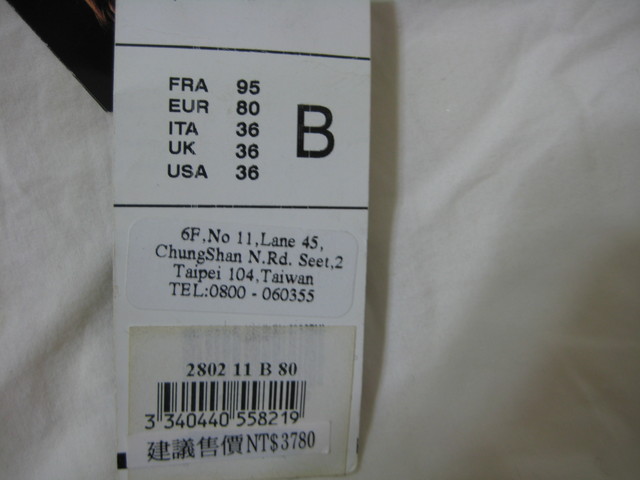 FRA 95
EUR 80
ITA 36
UK 36
USA 36
B
6F,No 11,Lane 45,
ChungShan N.Rd. Seet,2
Taipei 104,Taiwan
TEL:0800 - 060355
2802 11 B 80
3 340440 558219
建議售價NT$3780